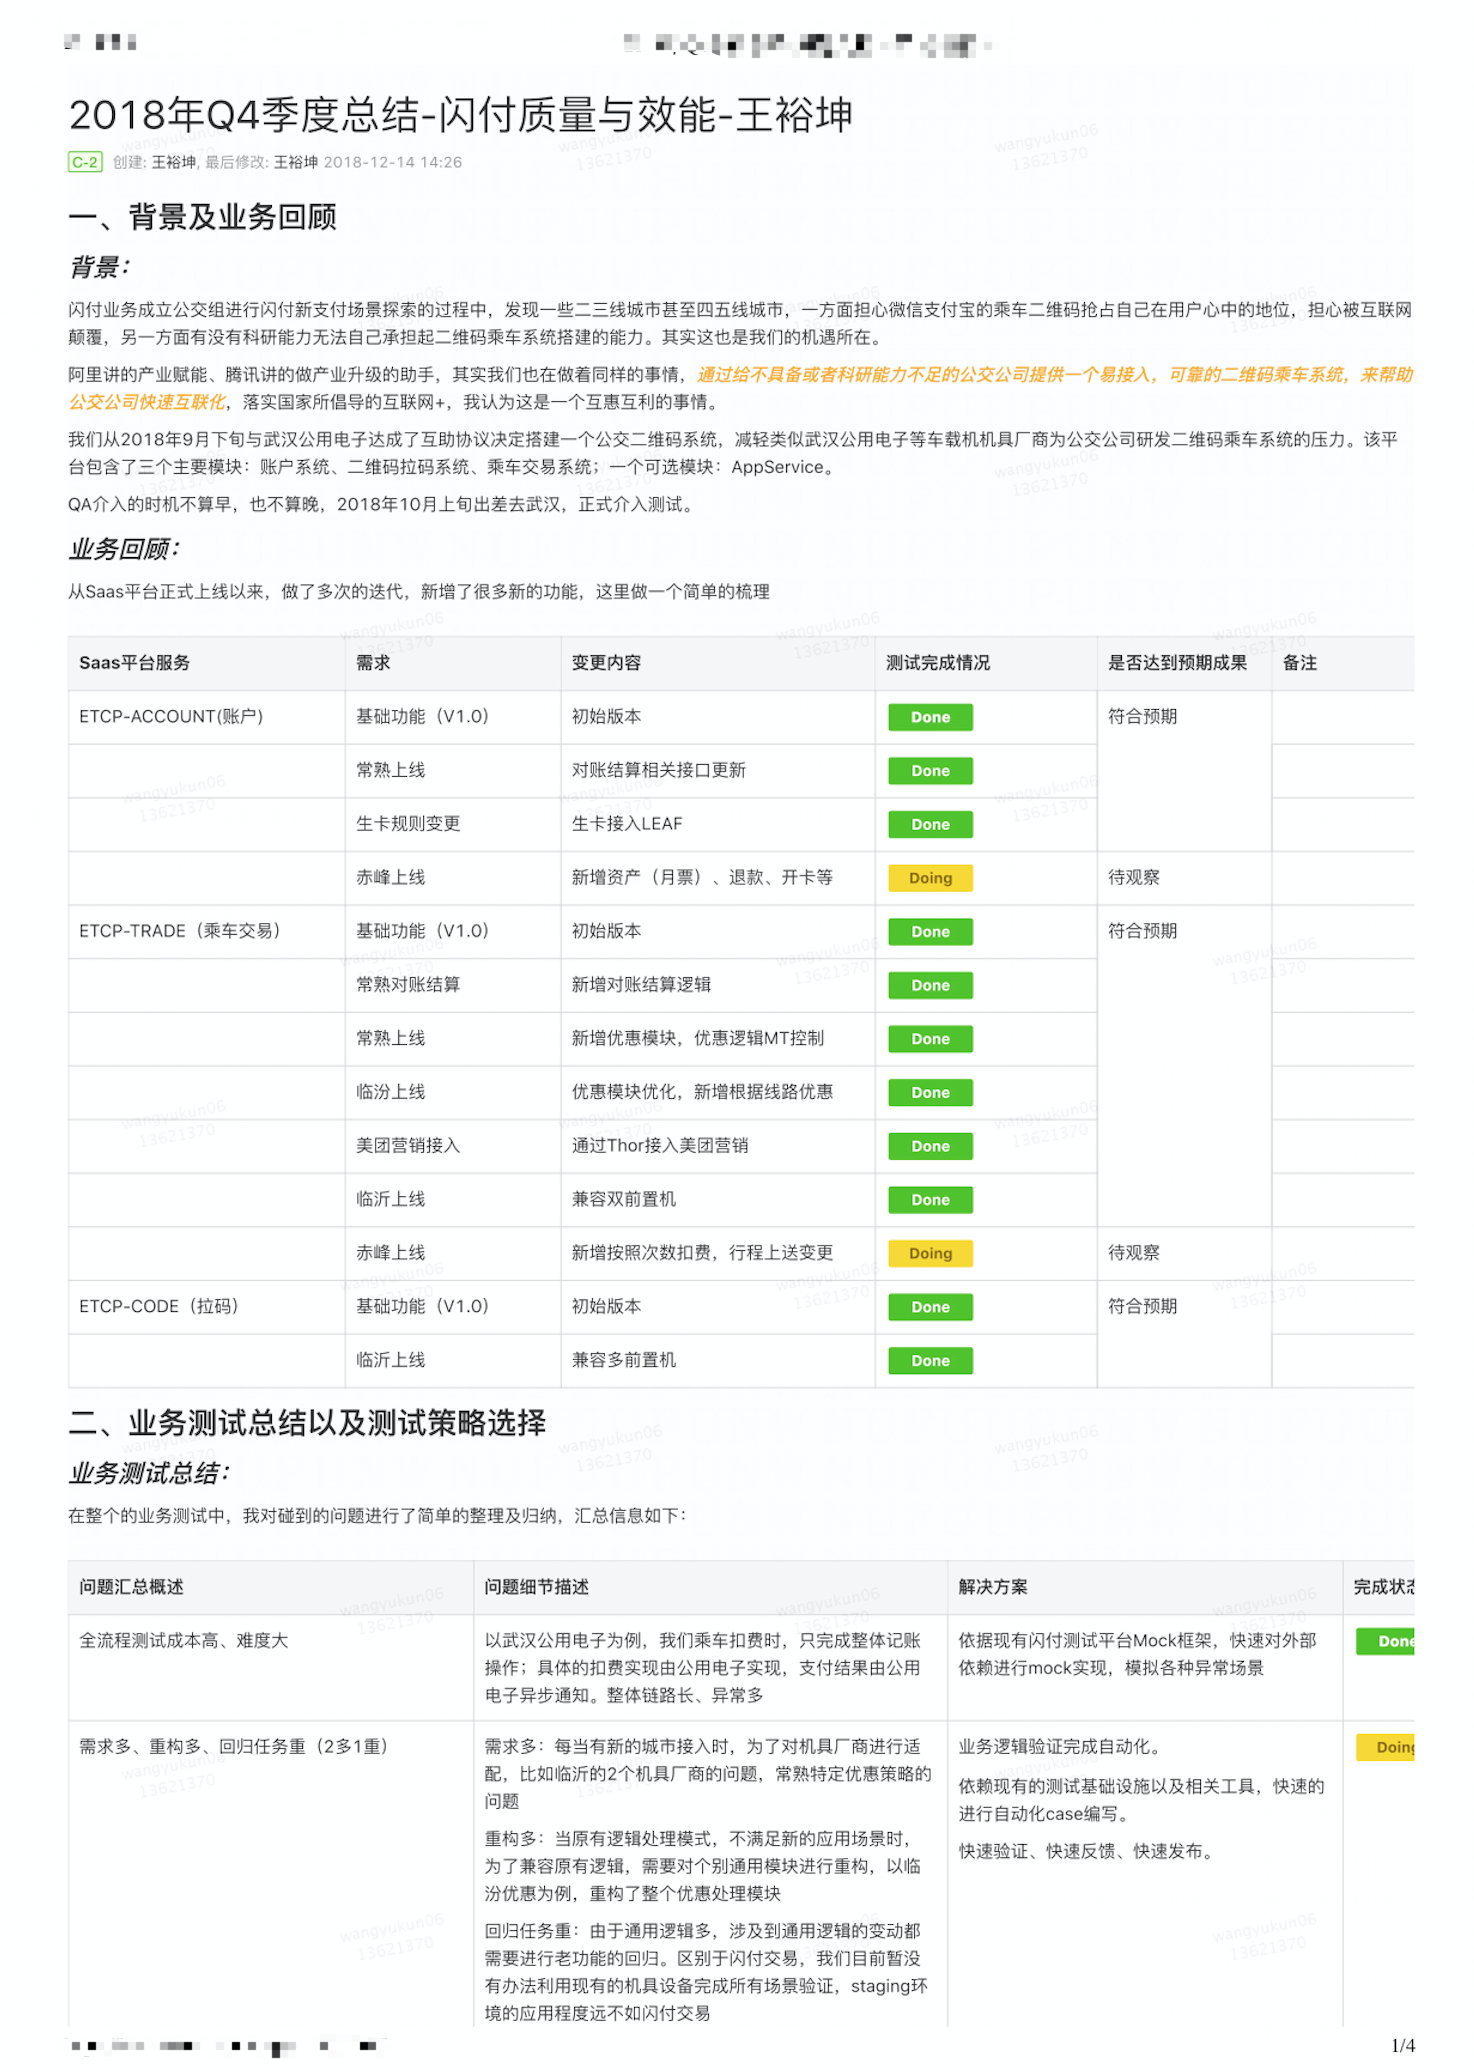 2018年Q4季度总结-闪付质量与效能-王裕坤
C-2 创建: 王裕坤, 最后修改: 王裕坤 2018-12-14 14:26
一、背景及业务回顾
背景：
闪付业务成立公交组进行闪付新支付场景探索的过程中，发现一些二三线城市甚至四五线城市，一方面担心微信支付宝的乘车二维码抢占自己在用户心中的地位，担心被互联网
颠覆，另一方面有没有科研能力无法自己承担起二维码乘车系统搭建的能力。其实这也是我们的机遇所在。
阿里讲的产业赋能、腾讯讲的做产业升级的助手，其实我们也在做着同样的事情，通过给不具备或者科研能力不足的公交公司提供一个易接入，可靠的二维码乘车系统，来帮助
公交公司快速互联化，落实国家所倡导的互联网+，我认为这是一个互惠互利的事情。
我们从2018年9月下旬与武汉公用电子达成了互助协议决定搭建一个公交二维码系统，减轻类似武汉公用电子等车载机机具厂商为公交公司研发二维码乘车系统的压力。该平
台包含了三个主要模块：账户系统、二维码拉码系统、乘车交易系统；一个可选模块：AppService。
QA介入的时机不算早，也不算晚，2018年10月上旬出差去武汉，正式介入测试。
业务回顾：
从Saas平台正式上线以来，做了多次的迭代，新增了很多新的功能，这里做一个简单的梳理
Saas平台服务 需求 变更内容 测试完成情况 是否达到预期成果 备注
ETCP-ACCOUNT(账户) 基础功能（V1.0） 初始版本 Done 符合预期
常熟上线 对账结算相关接口更新 Done
生卡规则变更 生卡接入LEAF Done
赤峰上线 新增资产（月票）、退款、开卡等 Doing 待观察
ETCP-TRADE（乘车交易） 基础功能（V1.0） 初始版本 Done 符合预期
常熟对账结算 新增对账结算逻辑 Done
常熟上线 新增优惠模块，优惠逻辑MT控制 Done
临汾上线 优惠模块优化，新增根据线路优惠 Done
美团营销接入 通过Thor接入美团营销 Done
临沂上线 兼容双前置机 Done
赤峰上线 新增按照次数扣费，行程上送变更 Doing 待观察
ETCP-CODE（拉码） 基础功能（V1.0） 初始版本 Done 符合预期
临沂上线 兼容多前置机 Done
二、业务测试总结以及测试策略选择
业务测试总结：
在整个的业务测试中，我对碰到的问题进行了简单的整理及归纳，汇总信息如下：
问题汇总概述 问题细节描述 解决方案 完成状态
全流程测试成本高、难度大 以武汉公用电子为例，我们乘车扣费时，只完成整体记账 依据现有闪付测试平台Mock框架，快速对外部 Done
操作；具体的扣费实现由公用电子实现，支付结果由公用 依赖进行mock实现，模拟各种异常场景
电子异步通知。整体链路长、异常多
需求多、重构多、回归任务重（2多1重） 需求多：每当有新的城市接入时，为了对机具厂商进行适 业务逻辑验证完成自动化。 Doing
配，比如临沂的2个机具厂商的问题，常熟特定优惠策略的 依赖现有的测试基础设施以及相关工具，快速的
问题 进行自动化case编写。
重构多：当原有逻辑处理模式，不满足新的应用场景时， 快速验证、快速反馈、快速发布。
为了兼容原有逻辑，需要对个别通用模块进行重构，以临
汾优惠为例，重构了整个优惠处理模块
回归任务重：由于通用逻辑多，涉及到通用逻辑的变动都
需要进行老功能的回归。区别于闪付交易，我们目前暂没
有办法利用现有的机具设备完成所有场景验证，staging环
境的应用程度远不如闪付交易
1/4
wangyukun06
13621370